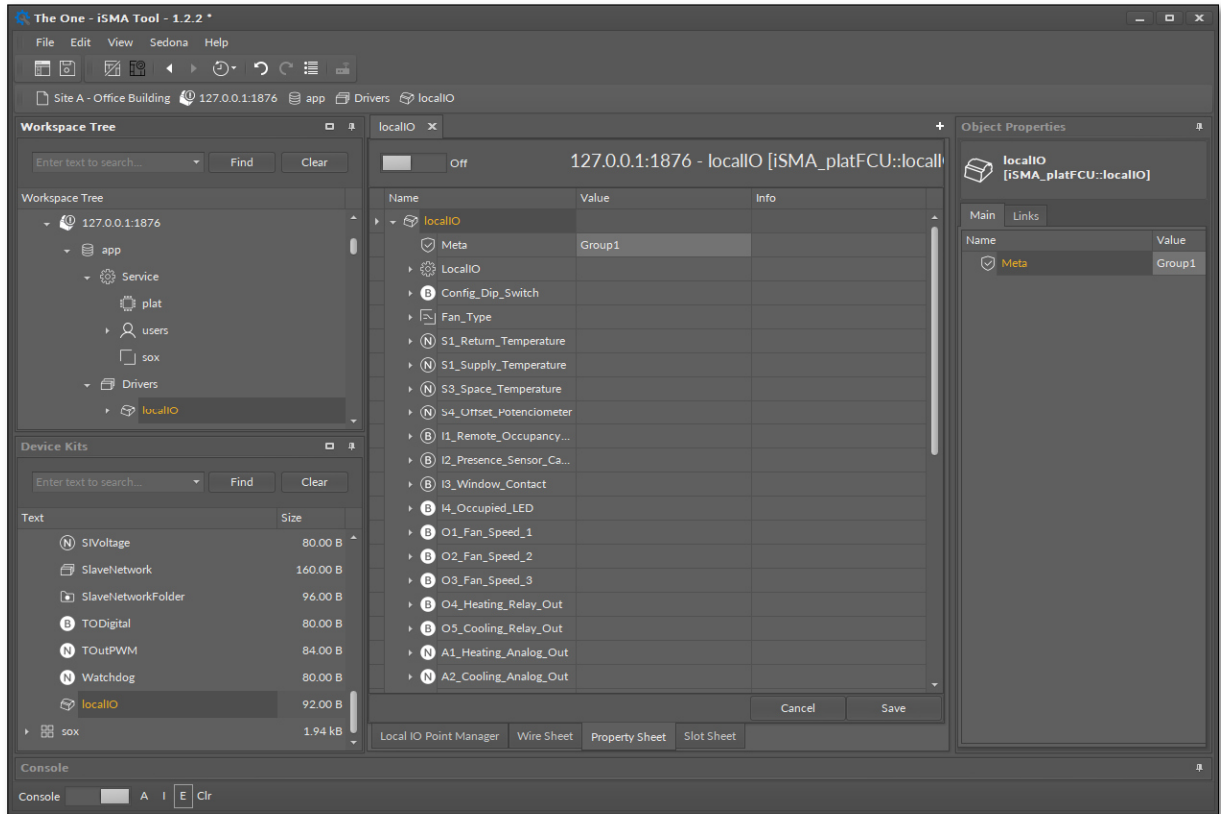 The One - iSMA Tool - 1.2.2 *
File Edit View Sedona Help
Site A - Office Building 127.0.0.1:1876 app Drivers localIO
Workspace Tree
Enter text to search... Find Clear
Workspace Tree
127.0.0.1:1876
app
Service
plat
users
sox
Drivers
localIO
Device Kits
Enter text to search... Find Clear
Text Size
N SIVoltage 80.00 B
SlaveNetwork 160.00 B
SlaveNetworkFolder 96.00 B
B TODigital 80.00 B
N TOutPWM 84.00 B
N Watchdog 80.00 B
localIO 92.00 B
sox 1.94 kB
localIO
Off 127.0.0.1:1876 - localIO [iSMA_platFCU::localI
Name Value Info
localIO
Meta Group1
LocalIO
B Config_Dip_Switch
Fan_Type
N S1_Return_Temperature
N S1_Supply_Temperature
N S3_Space_Temperature
N S4_Offset_Potenciometer
B I1_Remote_Occupancy...
B I2_Presence_Sensor_Ca...
B I3_Window_Contact
B I4_Occupied_LED
B O1_Fan_Speed_1
B O2_Fan_Speed_2
B O3_Fan_Speed_3
B O4_Heating_Relay_Out
B O5_Cooling_Relay_Out
N A1_Heating_Analog_Out
N A2_Cooling_Analog_Out
Cancel Save
Local IO Point Manager Wire Sheet Property Sheet Slot Sheet
Object Properties
localIO
[iSMA_platFCU::localIO]
Main Links
Name Value
Meta Group1
Console
Console A I E Clr